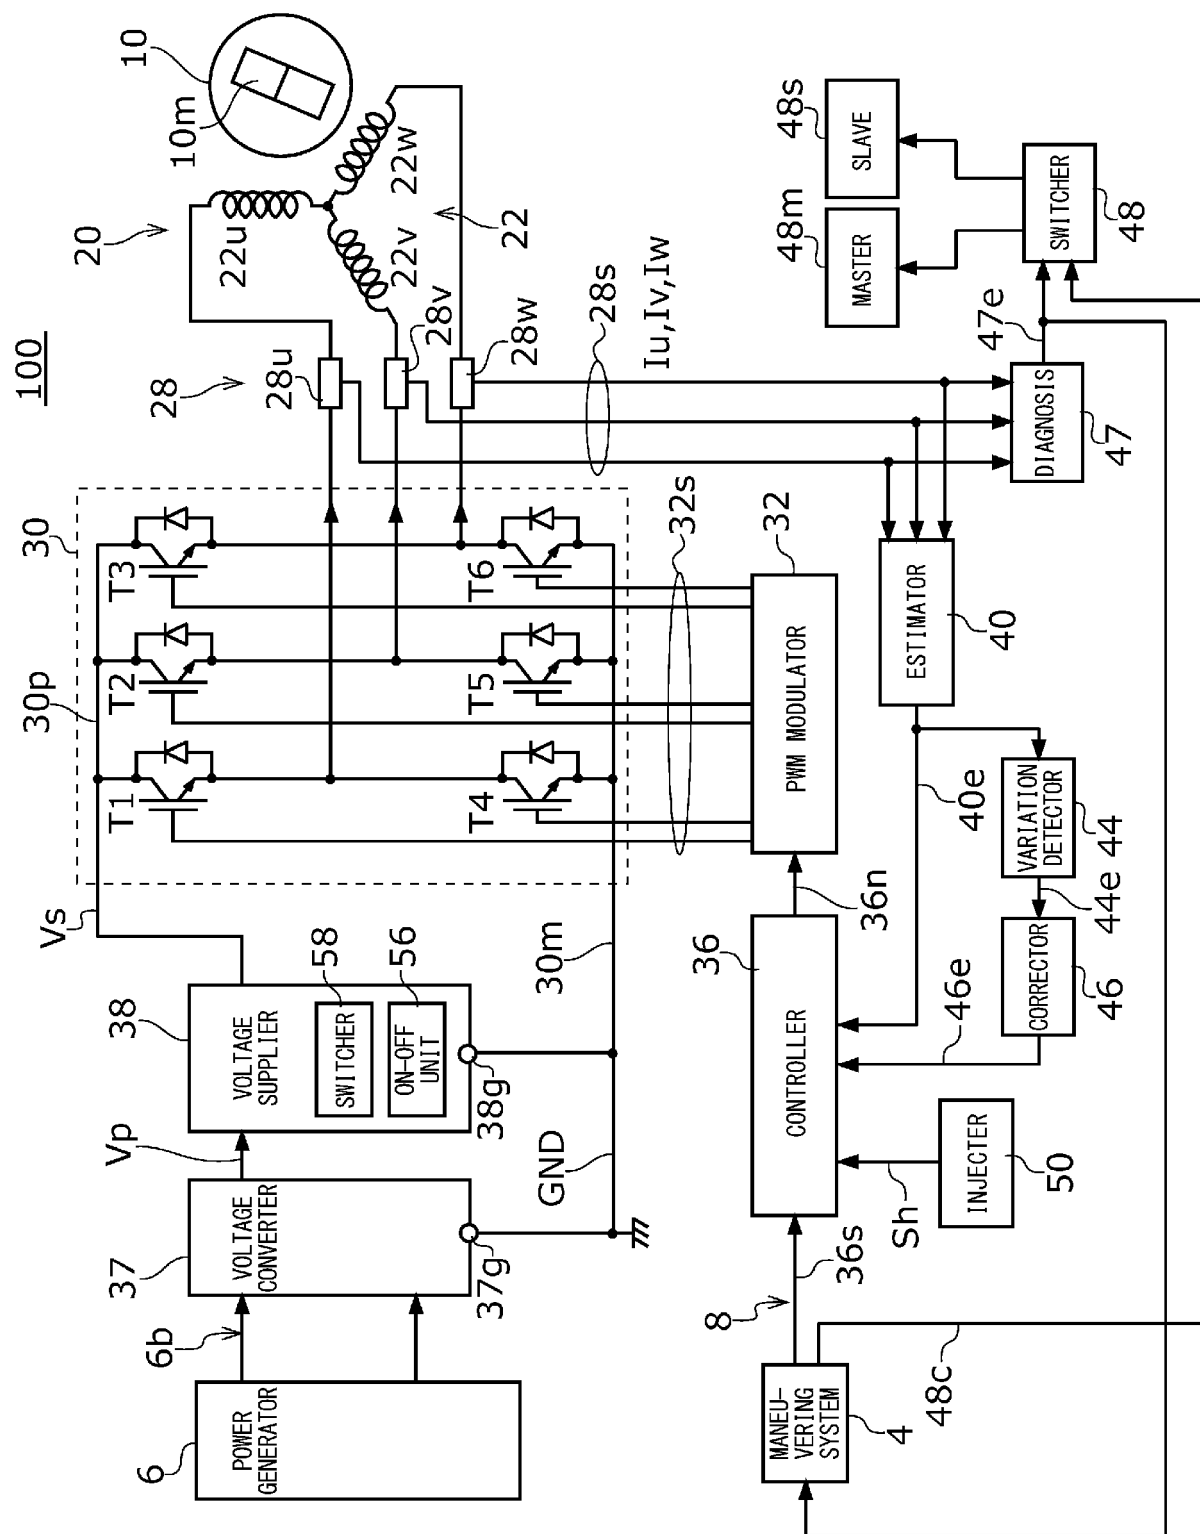 100
6
POWER
GENERATOR
6b
37
VOLTAGE
CONVERTER
37g
Vp
38
VOLTAGE
SUPPLIER
SWITCHER
58
ON-OFF
UNIT
56
38g
GND
30m
Vs
30p
30
T1
T2
T3
T4
T5
T6
28
28u
28v
28w
20
22u
22v
22w
22
10
10m
28s
Iu,Iv,Iw
32s
32
PWM MODULATOR
36n
36
CONTROLLER
36s
8
MANEU-
VERING
SYSTEM
4
48c
Sh
INJECTER
50
46e
CORRECTOR
46
44e
VARIATION
DETECTOR
44
40e
ESTIMATOR
40
DIAGNOSIS
47
47e
SWITCHER
48
MASTER
48m
SLAVE
48s